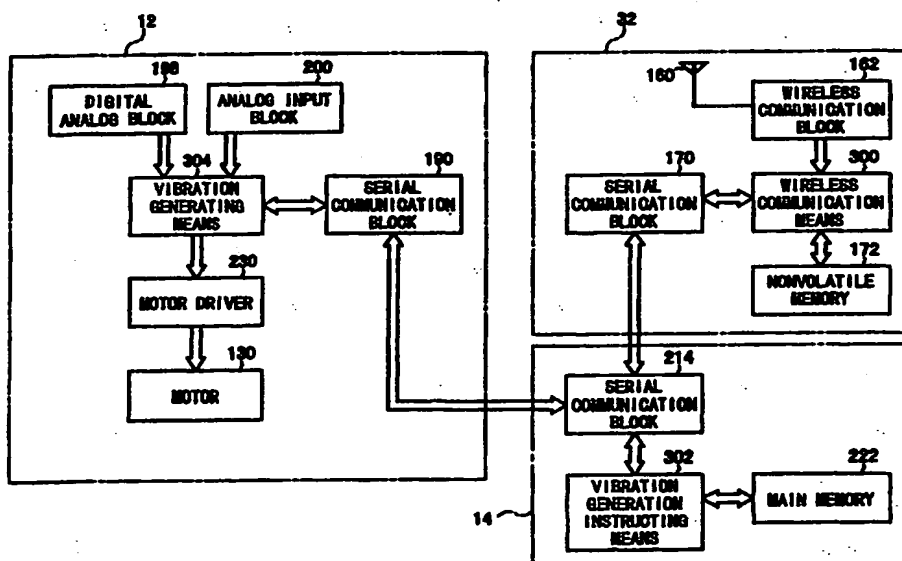 12
198
DIGITAL
ANALOG BLOCK
200
ANALOG INPUT
BLOCK
304
VIBRATION
GENERATING
MEANS
190
SERIAL
COMMUNICATION
BLOCK
230
MOTOR DRIVER
130
MOTOR
32
160
162
WIRELESS
COMMUNICATION
BLOCK
170
SERIAL
COMMUNICATION
BLOCK
300
WIRELESS
COMMUNICATION
MEANS
172
NONVOLATILE
MEMORY
214
SERIAL
COMMUNICATION
BLOCK
302
VIBRATION
GENERATION
INSTRUCTING
MEANS
222
MAIN MEMORY
14